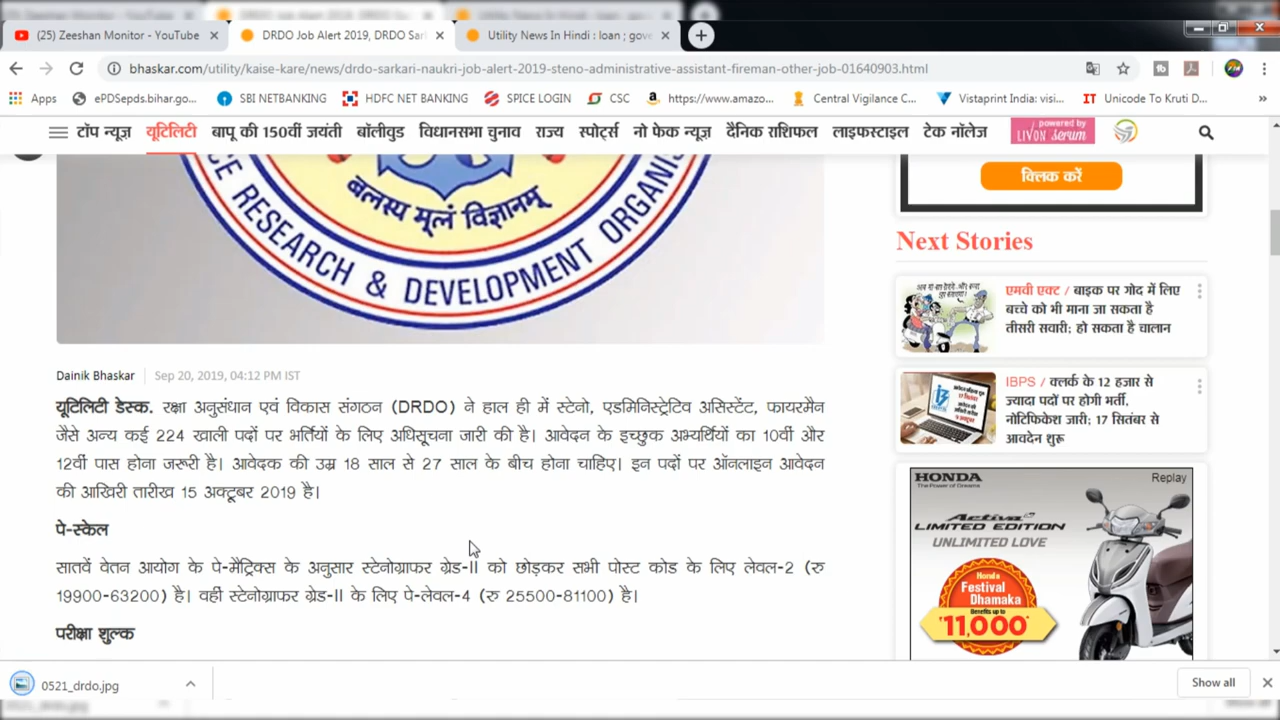 (25) Zeeshan Monitor - YouTube
DRDO Job Alert 2019, DRDO Sar
Utility News In Hindi : loan ; gove
bhaskar.com/utility/kaise-kare/news/drdo-sarkari-naukri-job-alert-2019-steno-administrative-assistant-fireman-other-job-01640903.html
Apps
ePDSepds.bihar.go...
SBI NETBANKING
HDFC NET BANKING
SPICE LOGIN
CSC
https://www.amazo...
Central Vigilance C...
Vistaprint India: visi...
IT Unicode To Kruti D...
टॉप न्यूज़ यूटिलिटी बापू की 150वीं जयंती बॉलीवुड विधानसभा चुनाव राज्य स्पोर्ट्स नो फेक न्यूज़ दैनिक राशिफल लाइफस्टाइल टेक नॉलेज
powered by
LIVON serum
बलस्य मूलं विज्ञानम्
CE RESEARCH & DEVELOPMENT ORGANIS
क्लिक करें
Next Stories
एमवी एक्ट / बाइक पर गोद में लिए
बच्चे को भी माना जा सकता है
तीसरी सवारी; हो सकता है चालान
IBPS / क्लर्क के 12 हजार से
ज्यादा पदों पर होगी भर्ती,
नोटिफिकेश जारी; 17 सितंबर से
आवदेन शुरू
Dainik Bhaskar
Sep 20, 2019, 04:12 PM IST
यूटिलिटी डेस्क. रक्षा अनुसंधान एवं विकास संगठन (DRDO) ने हाल ही में स्टेनो, एडमिनिस्ट्रेटिव असिस्टेंट, फायरमैन
जैसे अन्य कई 224 खाली पदों पर भर्तियों के लिए अधिसूचना जारी की है। आवेदन के इच्छुक अभ्यर्थियों का 10वीं और
12वीं पास होना जरूरी है। आवेदक की उम्र 18 साल से 27 साल के बीच होना चाहिए। इन पदों पर ऑनलाइन आवेदन
की आखिरी तारीख 15 अक्टूबर 2019 है।
पे-स्केल
सातवें वेतन आयोग के पे-मैट्रिक्स के अनुसार स्टेनोग्राफर ग्रेड-II को छोड़कर सभी पोस्ट कोड के लिए लेवल-2 (रु
19900-63200) है। वहीं स्टेनोग्राफर ग्रेड-II के लिए पे-लेवल-4 (रु 25500-81100) है।
परीक्षा शुल्क
HONDA
The Power of Dreams
Replay
Activa
LIMITED EDITION
UNLIMITED LOVE
Honda
Festival
Dhamaka
Benefits up to
₹11,000*
0521_drdo.jpg
Show all